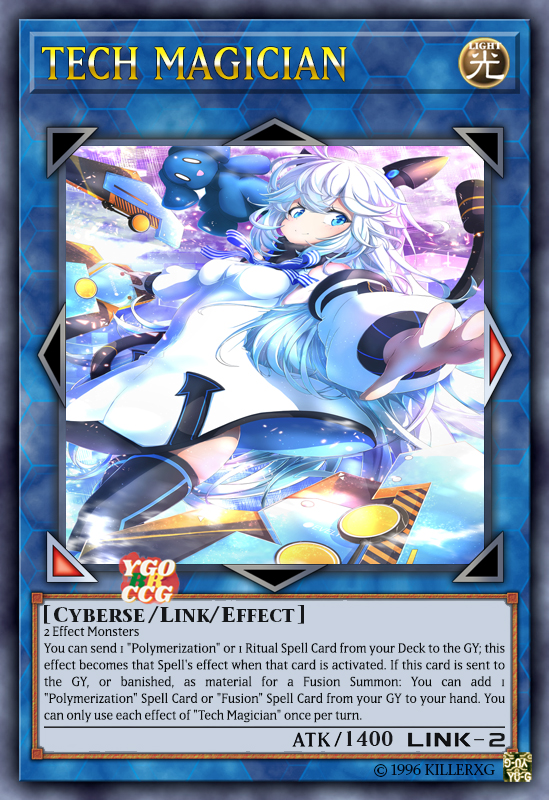 TECH MAGICIAN
LIGHT
光
YGO
RR
CCG
[CYBERSE/LINK/EFFECT]
2 Effect Monsters
You can send 1 "Polymerization" or 1 Ritual Spell Card from your Deck to the GY; this
effect becomes that Spell's effect when that card is activated. If this card is sent to
the GY, or banished, as material for a Fusion Summon: You can add 1
"Polymerization" Spell Card or "Fusion" Spell Card from your GY to your hand. You
can only use each effect of "Tech Magician" once per turn.
ATK/1400 LINK-2
© 1996 KILLERXG